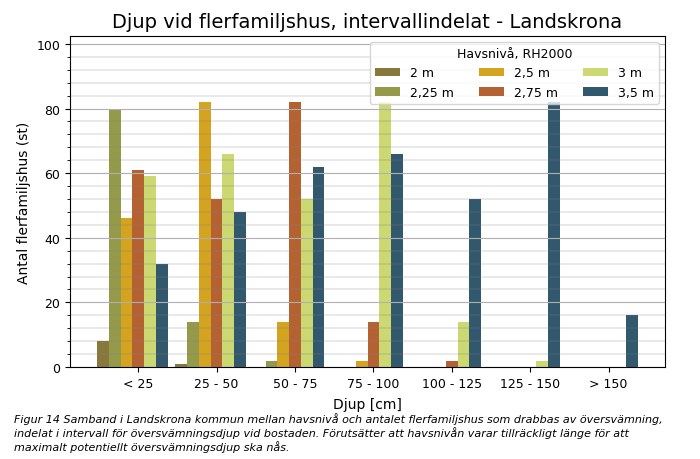 Djup vid flerfamiljshus, intervallindelat - Landskrona
Havsnivå, RH2000
2 m 2,5 m 3 m
2,25 m 2,75 m 3,5 m
Antal flerfamiljshus (st)
100
80
60
40
20
0
< 25 25 - 50 50 - 75 75 - 100 100 - 125 125 - 150 > 150
Djup [cm]
Figur 14 Samband i Landskrona kommun mellan havsnivå och antalet flerfamiljshus som drabbas av översvämning,
indelat i intervall för översvämningsdjup vid bostaden. Förutsätter att havsnivån varar tillräckligt länge för att
maximalt potentiellt översvämningsdjup ska nås.